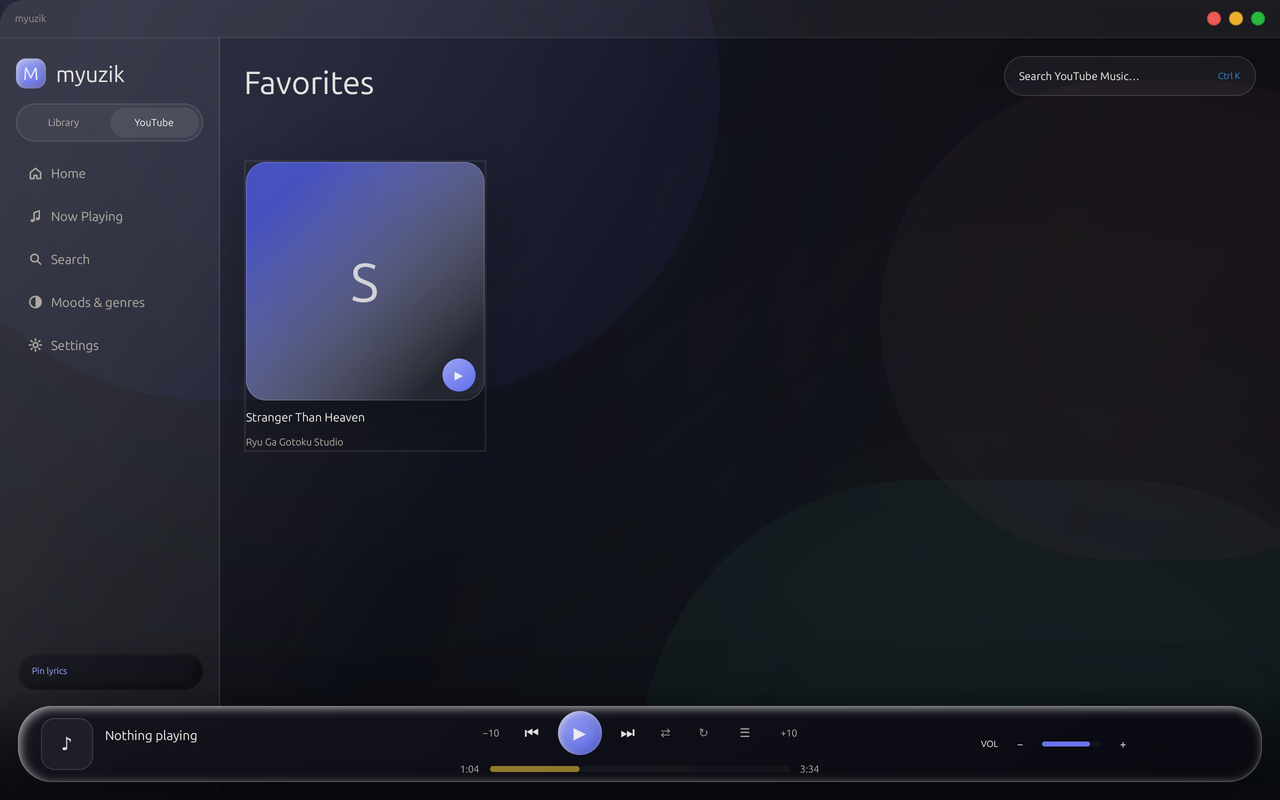 myuzik
M myuzik
Library YouTube
Home
Now Playing
Search
Moods & genres
Settings
Pin lyrics
Favorites
Search YouTube Music... Ctrl K
S
Stranger Than Heaven
Ryu Ga Gotoku Studio
Nothing playing
−10 +10
1:04 3:34
VOL − +